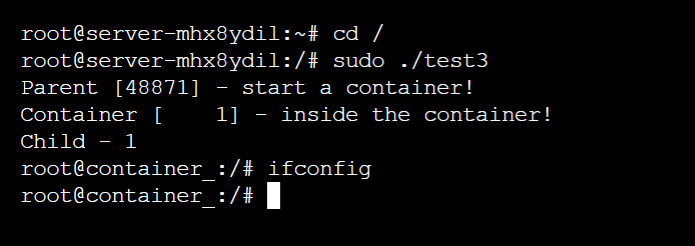 root@server-mhx8ydil:~# cd /
root@server-mhx8ydil:/# sudo ./test3
Parent [48871] - start a container!
Container [    1] - inside the container!
Child - 1
root@container_:/# ifconfig
root@container_:/#